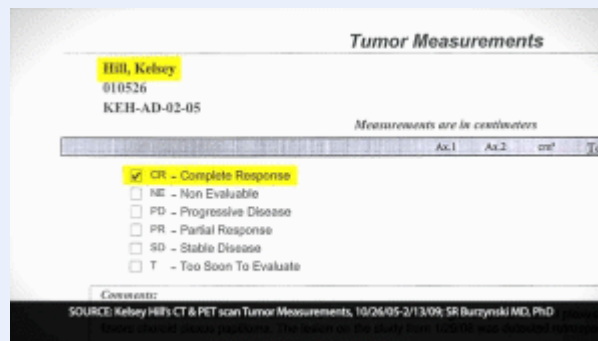 Tumor Measurements
Hill, Kelsey
010526
KEH-AD-02-05
Measurements are in centimeters
Ax.1 Ax.2 cm²
CR – Complete Response
NE – Non Evaluable
PD – Progressive Disease
PR – Partial Response
SD – Stable Disease
T – Too Soon To Evaluate
Comments:
SOURCE: Kelsey Hill's CT & PET scan Tumor Measurements, 10/26/05-2/13/09; SR Burzynski MD, PhD